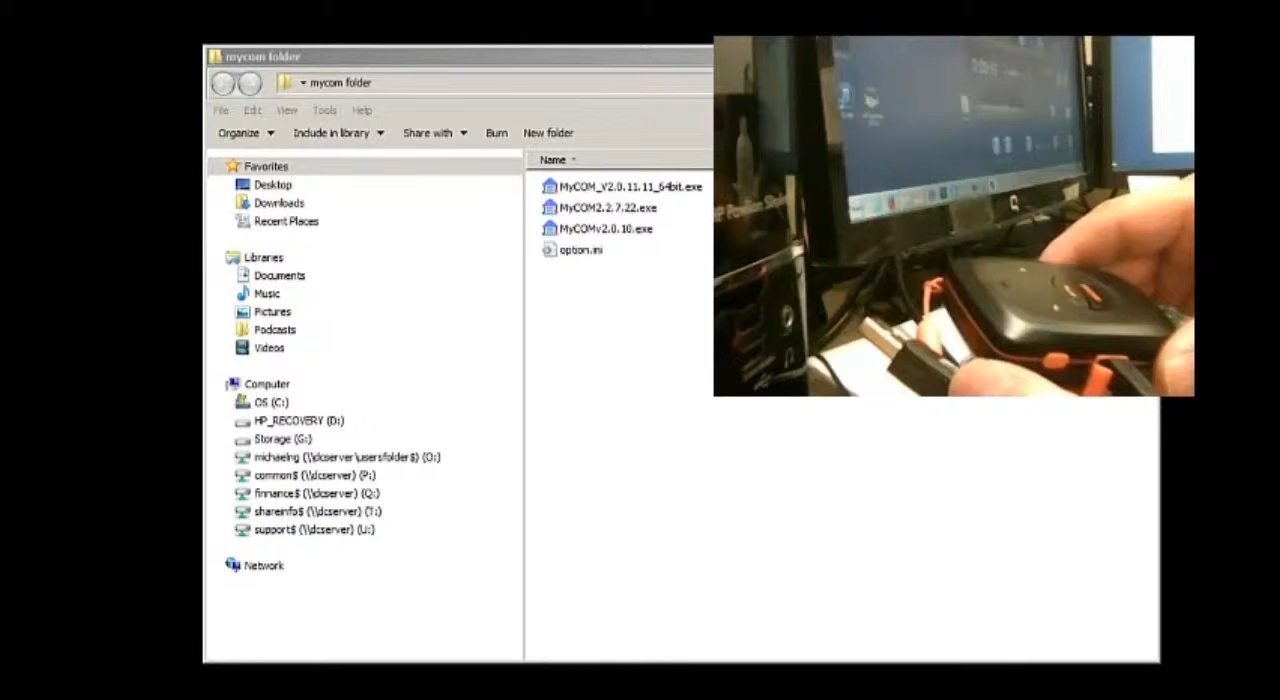 mycom folder
mycom folder
File Edit View Tools Help
Organize Include in library Share with Burn New folder
Favorites
Desktop
Downloads
Recent Places
Libraries
Documents
Music
Pictures
Podcasts
Videos
Computer
OS (C:)
HP_RECOVERY (D:)
Storage (G:)
michaelng (\\dcserver\usersfolder$) (O:)
common$ (\\dcserver) (P:)
finnance$ (\\dcserver) (Q:)
shareinfo$ (\\dcserver) (T:)
support$ (\\dcserver) (U:)
Network
Name
MyCOM_V2.0.11.11_64bit.exe
MyCOM2.2.7.22.exe
MyCOMv2.0.10.exe
option.ini